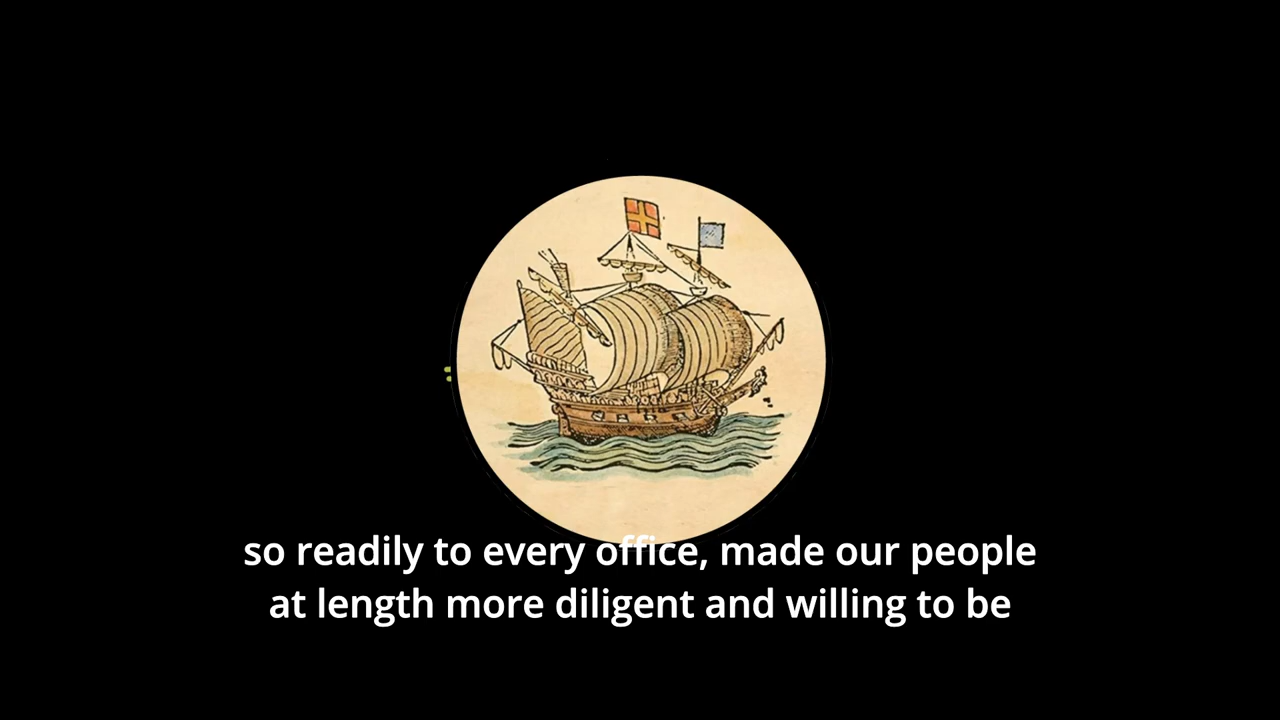 so readily to every office, made our people
at length more diligent and willing to be